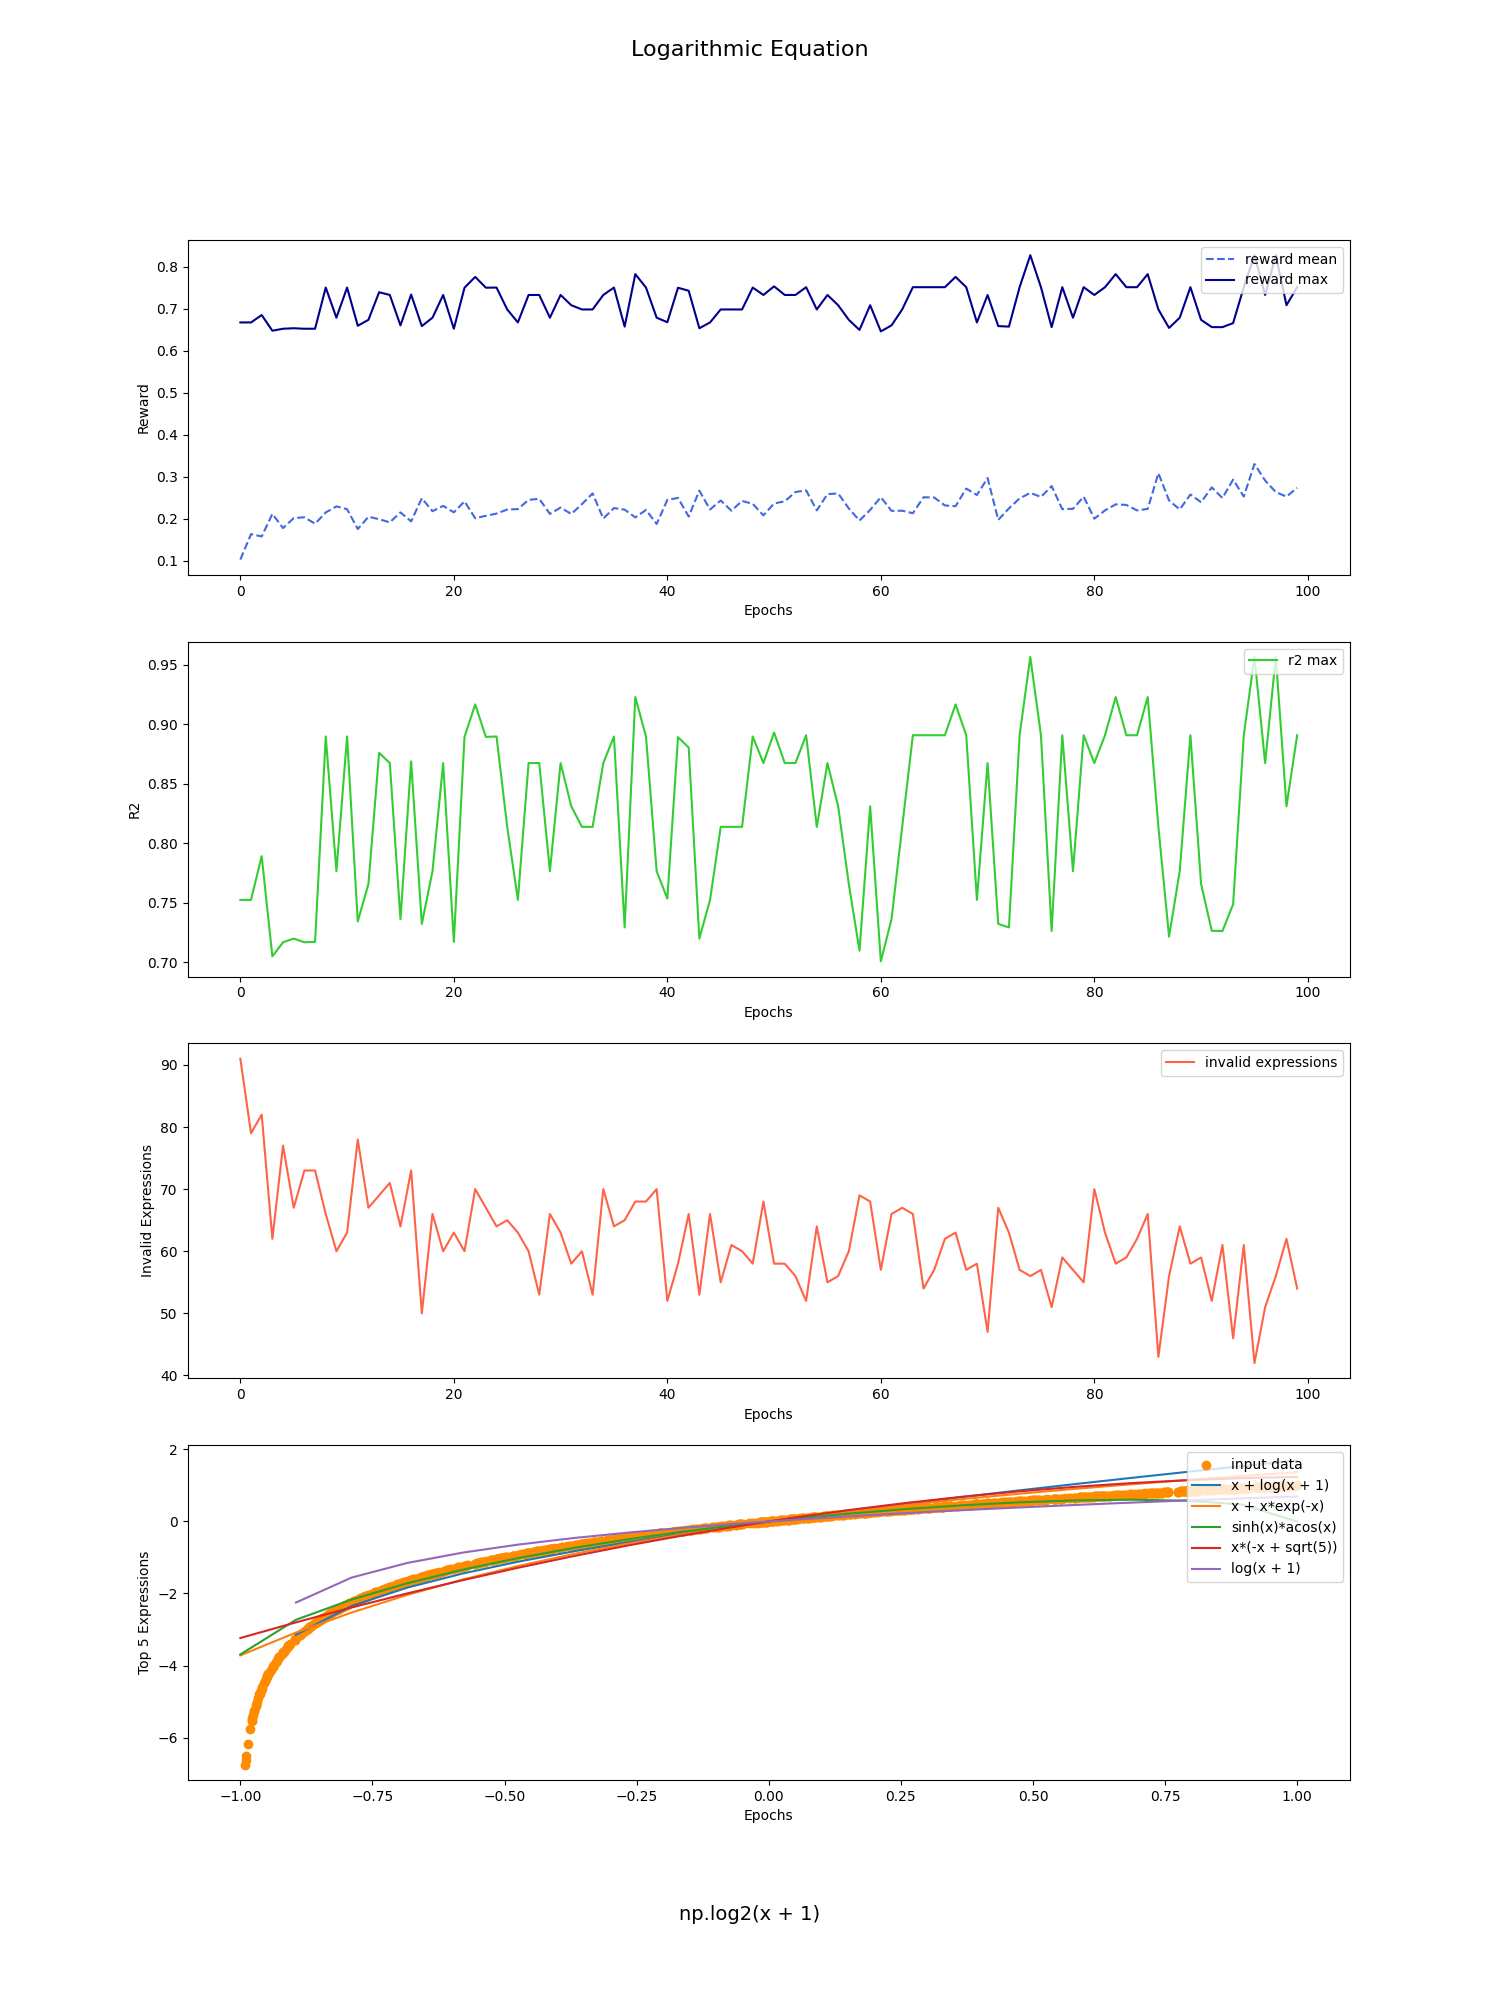 Logarithmic Equation
0.8
0.7
0.6
0.5
0.4
0.3
0.2
0.1
Reward
reward mean
reward max
0 20 40 60 80 100
Epochs
0.95
0.90
0.85
0.80
0.75
0.70
R2
r2 max
0 20 40 60 80 100
Epochs
90
80
70
60
50
40
Invalid Expressions
invalid expressions
0 20 40 60 80 100
Epochs
2
0
−2
−4
−6
Top 5 Expressions
input data
x + log(x + 1)
x + x*exp(-x)
sinh(x)*acos(x)
x*(-x + sqrt(5))
log(x + 1)
−1.00 −0.75 −0.50 −0.25 0.00 0.25 0.50 0.75 1.00
Epochs
np.log2(x + 1)